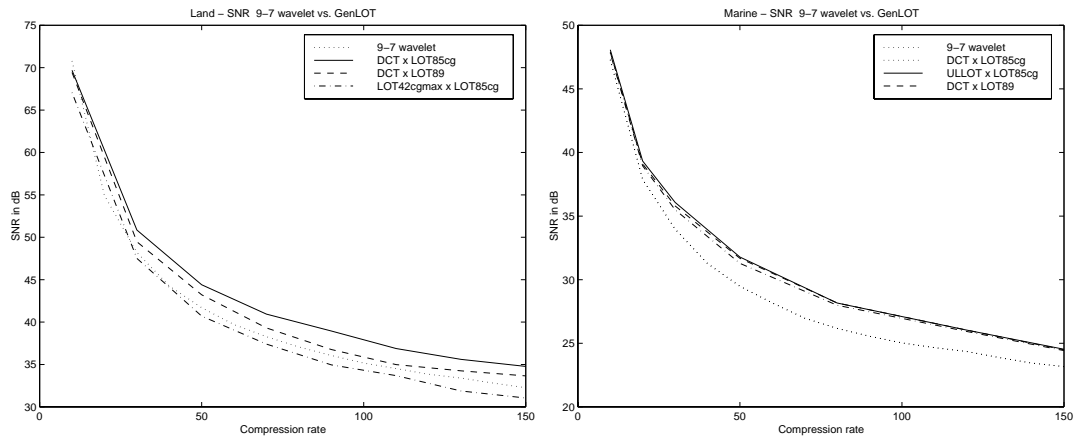 Land − SNR 9−7 wavelet vs. GenLOT
75
70
65
60
55
50
45
40
35
30
SNR in dB
9−7 wavelet
DCT x LOT85cg
DCT x LOT89
LOT42cgmax x LOT85cg
0
50
100
150
Compression rate
Marine − SNR 9−7 wavelet vs. GenLOT
50
45
40
35
30
25
20
SNR in dB
9−7 wavelet
DCT x LOT85cg
ULLOT x LOT85cg
DCT x LOT89
0
50
100
150
Compression rate